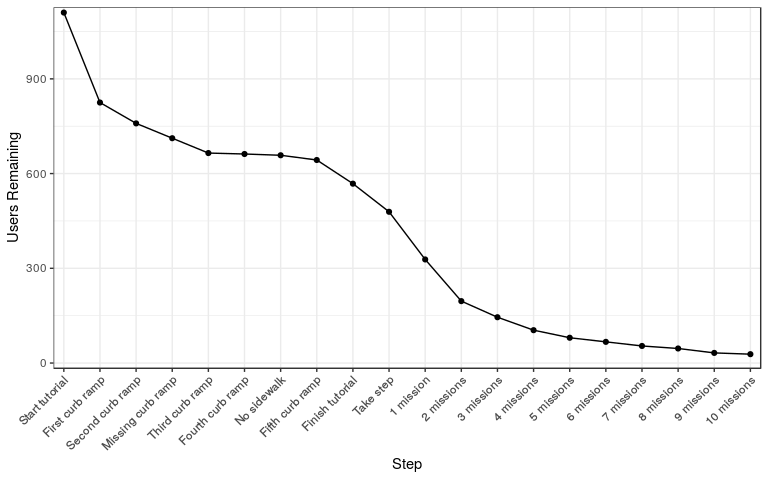 Users Remaining
900
600
300
0
Start tutorial
First curb ramp
Second curb ramp
Missing curb ramp
Third curb ramp
Fourth curb ramp
No sidewalk
Fifth curb ramp
Finish tutorial
Take step
1 mission
2 missions
3 missions
4 missions
5 missions
6 missions
7 missions
8 missions
9 missions
10 missions
Step